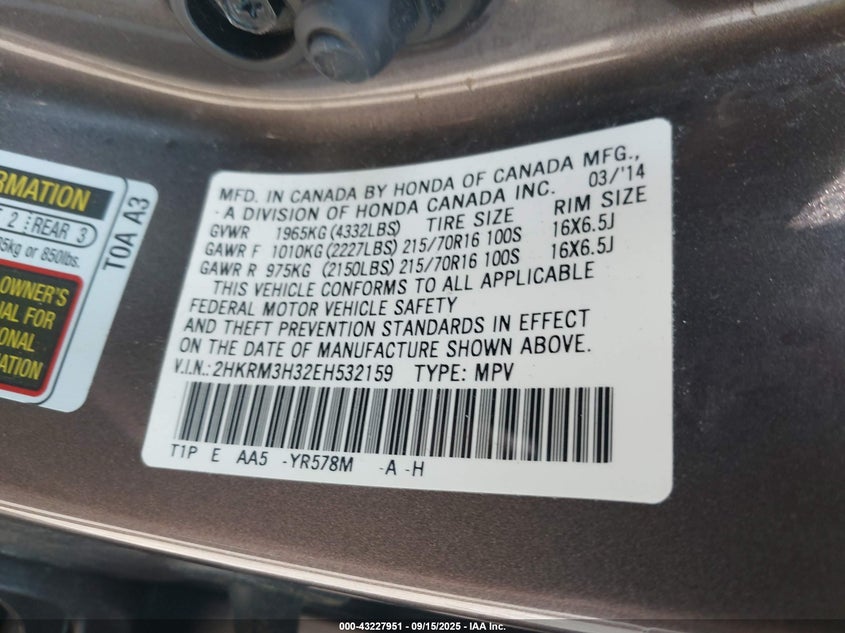 RMATION
2 REAR 3
5kg or 850lbs.
OWNER'S
FOR
TOA A3
MFD. IN CANADA BY HONDA OF CANADA MFG.,
-A DIVISION OF HONDA CANADA INC. 03/'14
GVWR 1965KG (4332LBS) TIRE SIZE RIM SIZE
GAWR F 1010KG (2227LBS) 215/70R16 100S 16X6.5J
GAWR R 975KG (2150LBS) 215/70R16 100S 16X6.5J
THIS VEHICLE CONFORMS TO ALL APPLICABLE
FEDERAL MOTOR VEHICLE SAFETY
AND THEFT PREVENTION STANDARDS IN EFFECT
ON THE DATE OF MANUFACTURE SHOWN ABOVE.
V.I.N.: 2HKRM3H32EH532159 TYPE: MPV
T1P E AA5 -YR578M -A -H
000-43227951 - 09/15/2025 - IAA Inc.